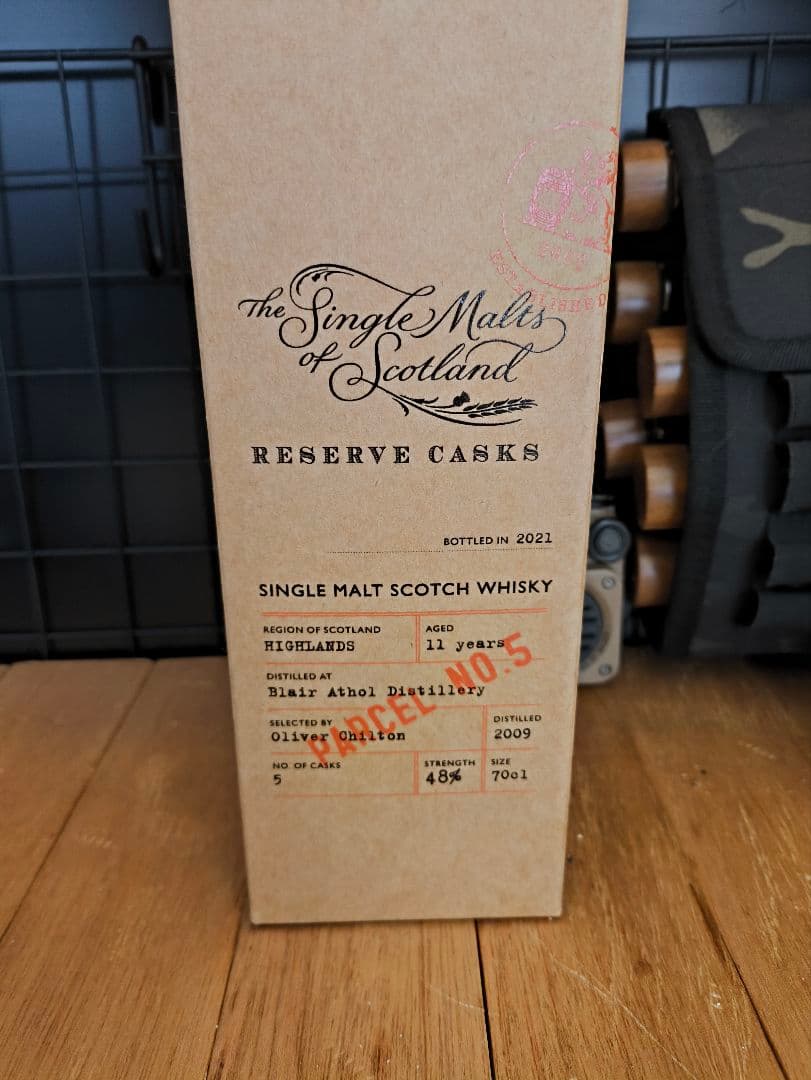 The Single Malts
of Scotland
ESTABLISHED
RESERVE CASKS
BOTTLED IN 2021
SINGLE MALT SCOTCH WHISKY
REGION OF SCOTLAND AGED
HIGHLANDS 11 years
DISTILLED AT
Blair Athol Distillery
PARCEL NO.5
SELECTED BY DISTILLED
Oliver Chilton 2009
NO. OF CASKS STRENGTH SIZE
5 48% 70cl